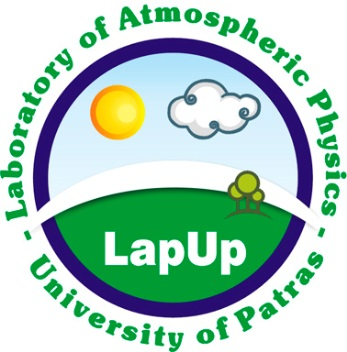 Laboratory of Atmospheric Physics -
University of Patras -
LapUp